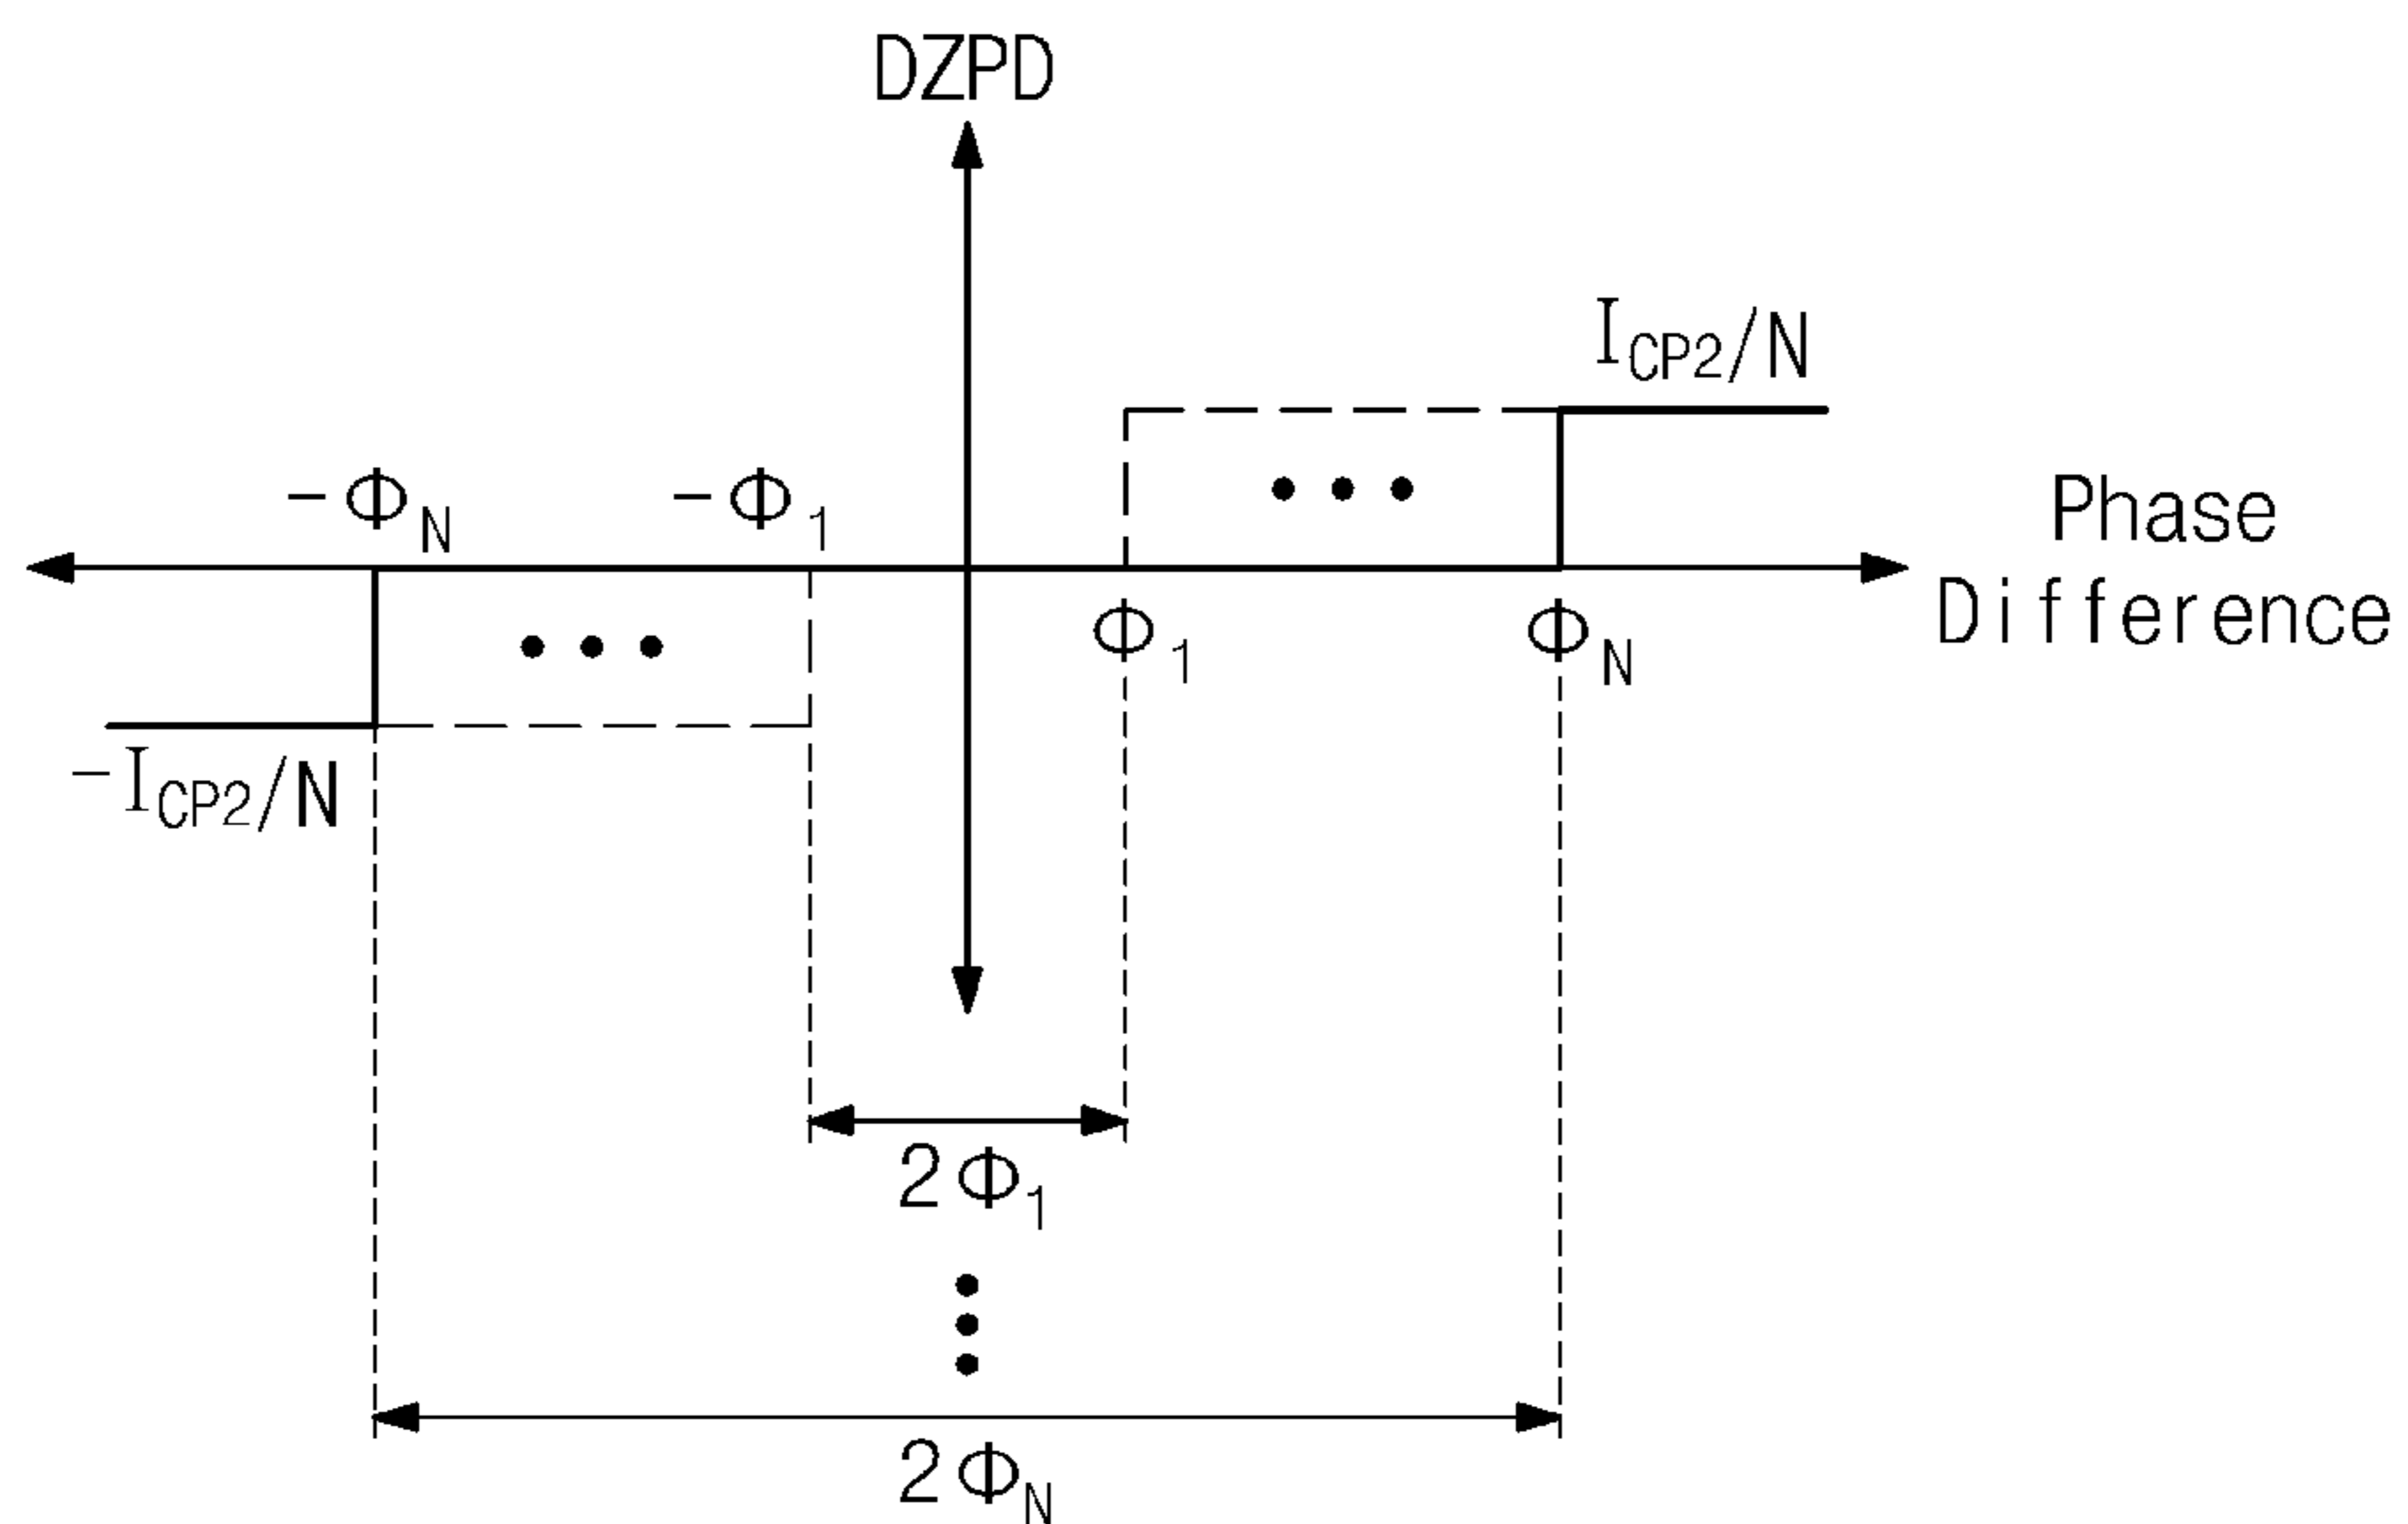 DZPD
I_CP2/N
-Φ_N
-Φ_1
Phase
Difference
Φ_1
Φ_N
-I_CP2/N
2Φ_1
2Φ_N